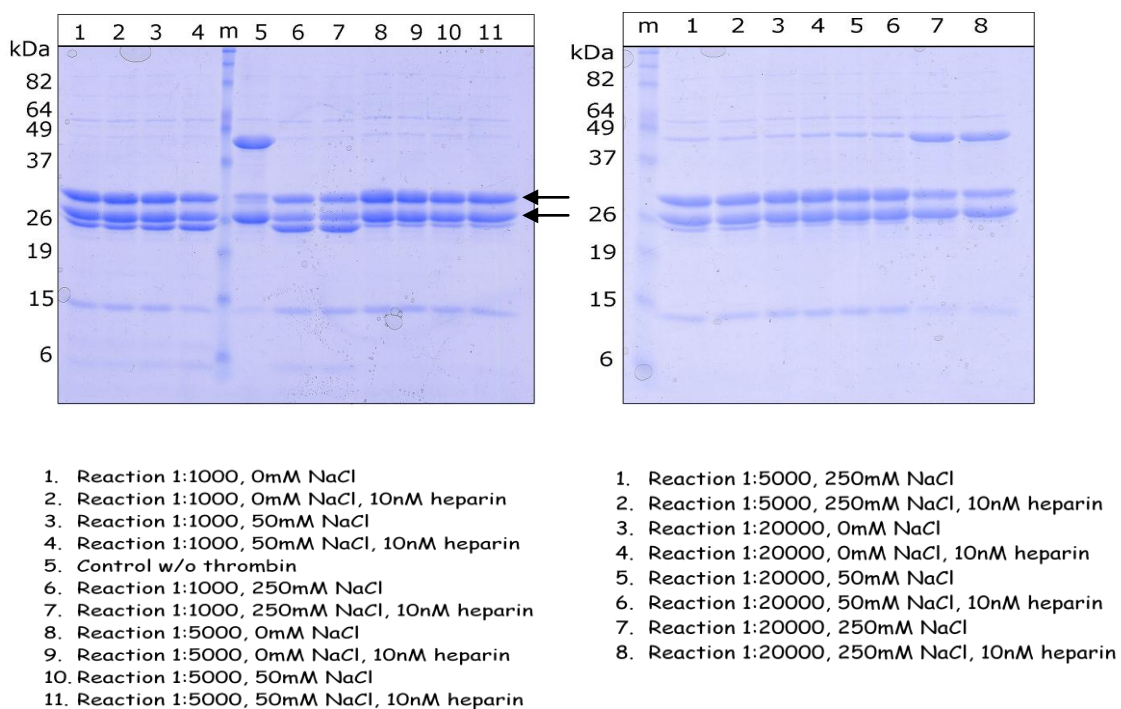 1 2 3 4 m 5 6 7 8 9 10 11
kDa
82
64
49
37
26
19
15
6
m 1 2 3 4 5 6 7 8
kDa
82
64
49
37
26
19
15
6
1. Reaction 1:1000, 0mM NaCl
2. Reaction 1:1000, 0mM NaCl, 10nM heparin
3. Reaction 1:1000, 50mM NaCl
4. Reaction 1:1000, 50mM NaCl, 10nM heparin
5. Control w/o thrombin
6. Reaction 1:1000, 250mM NaCl
7. Reaction 1:1000, 250mM NaCl, 10nM heparin
8. Reaction 1:5000, 0mM NaCl
9. Reaction 1:5000, 0mM NaCl, 10nM heparin
10. Reaction 1:5000, 50mM NaCl
11. Reaction 1:5000, 50mM NaCl, 10nM heparin
1. Reaction 1:5000, 250mM NaCl
2. Reaction 1:5000, 250mM NaCl, 10nM heparin
3. Reaction 1:20000, 0mM NaCl
4. Reaction 1:20000, 0mM NaCl, 10nM heparin
5. Reaction 1:20000, 50mM NaCl
6. Reaction 1:20000, 50mM NaCl, 10nM heparin
7. Reaction 1:20000, 250mM NaCl
8. Reaction 1:20000, 250mM NaCl, 10nM heparin